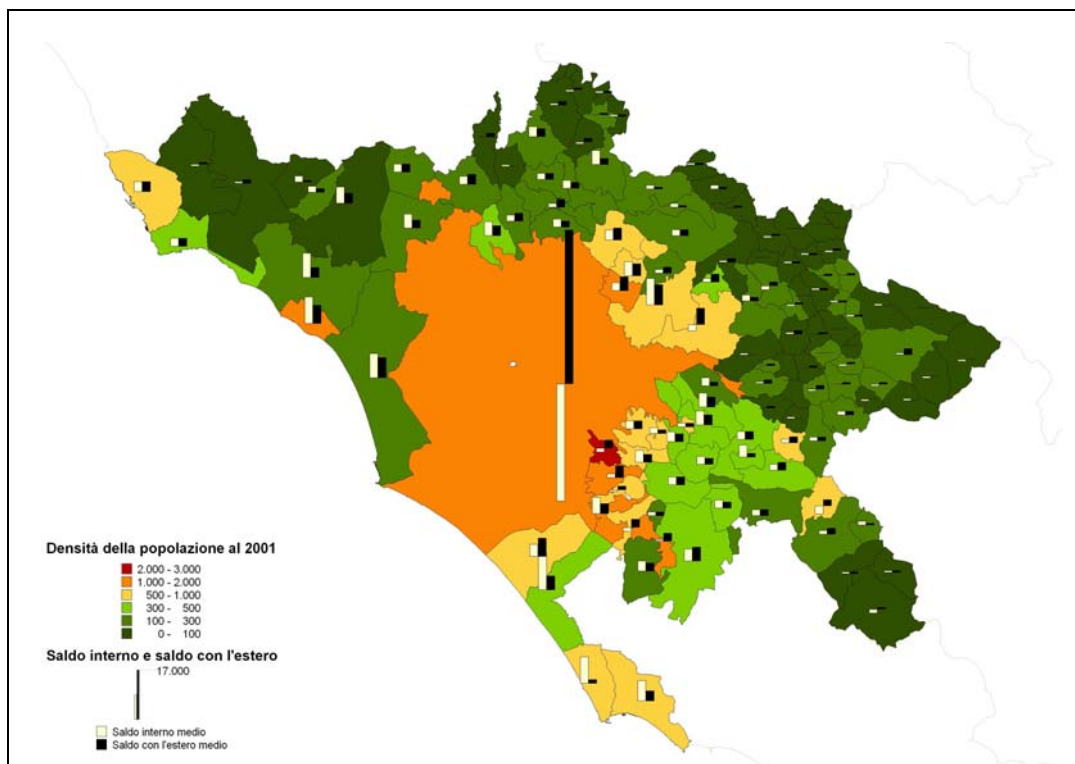 Densità della popolazione al 2001
2.000 - 3.000
1.000 - 2.000
500 - 1.000
300 - 500
100 - 300
0 - 100
Saldo interno e saldo con l'estero
17.000
Saldo interno medio
Saldo con l'estero medio